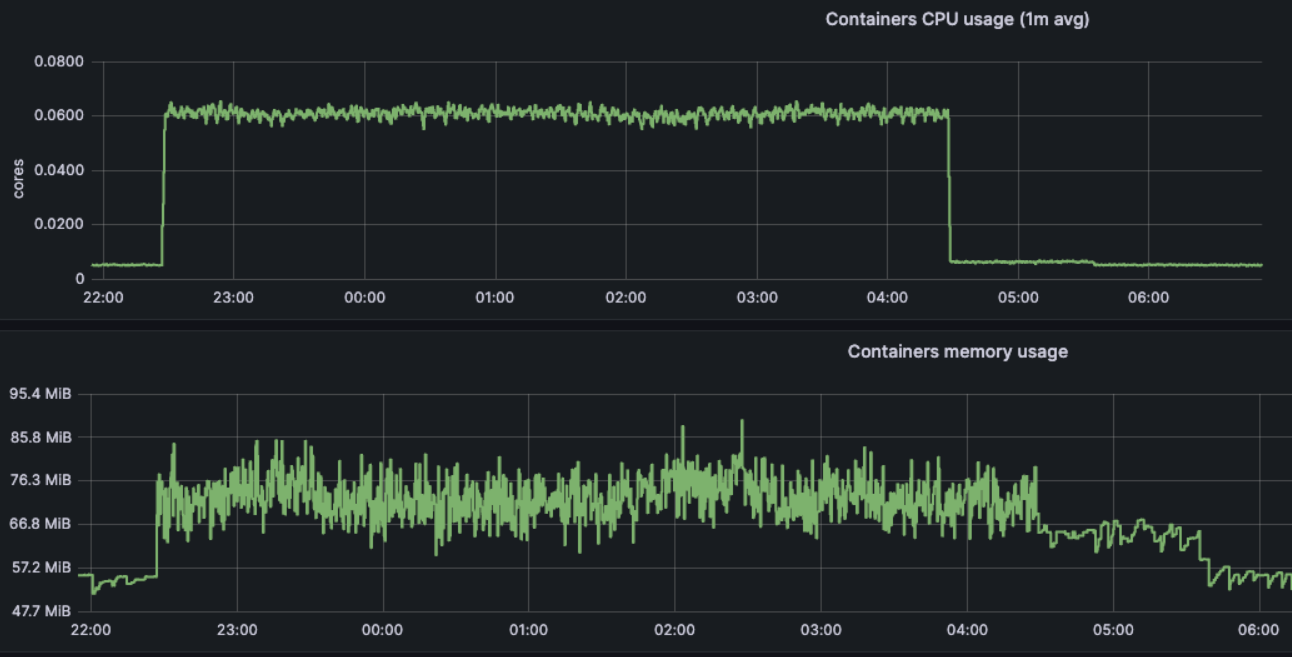 Containers CPU usage (1m avg)
0.0800
0.0600
0.0400
0.0200
0
cores
22:00 23:00 00:00 01:00 02:00 03:00 04:00 05:00 06:00
Containers memory usage
95.4 MiB
85.8 MiB
76.3 MiB
66.8 MiB
57.2 MiB
47.7 MiB
22:00 23:00 00:00 01:00 02:00 03:00 04:00 05:00 06:00